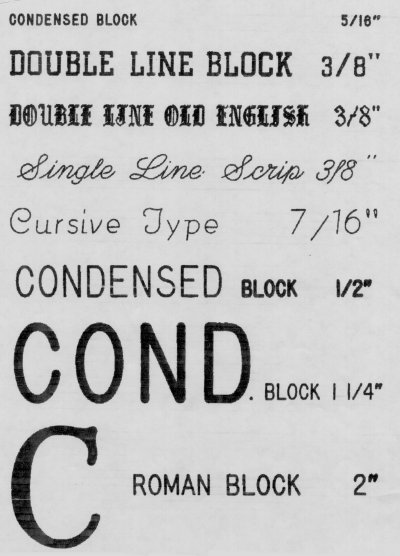 CONDENSED BLOCK 5/16"
DOUBLE LINE BLOCK 3/8"
DOUBLE LINE OLD ENGLISH 3/8"
Single Line Scrip 3/8"
Cursive Type 7/16"
CONDENSED BLOCK 1/2"
COND. BLOCK 1 1/4"
C ROMAN BLOCK 2"